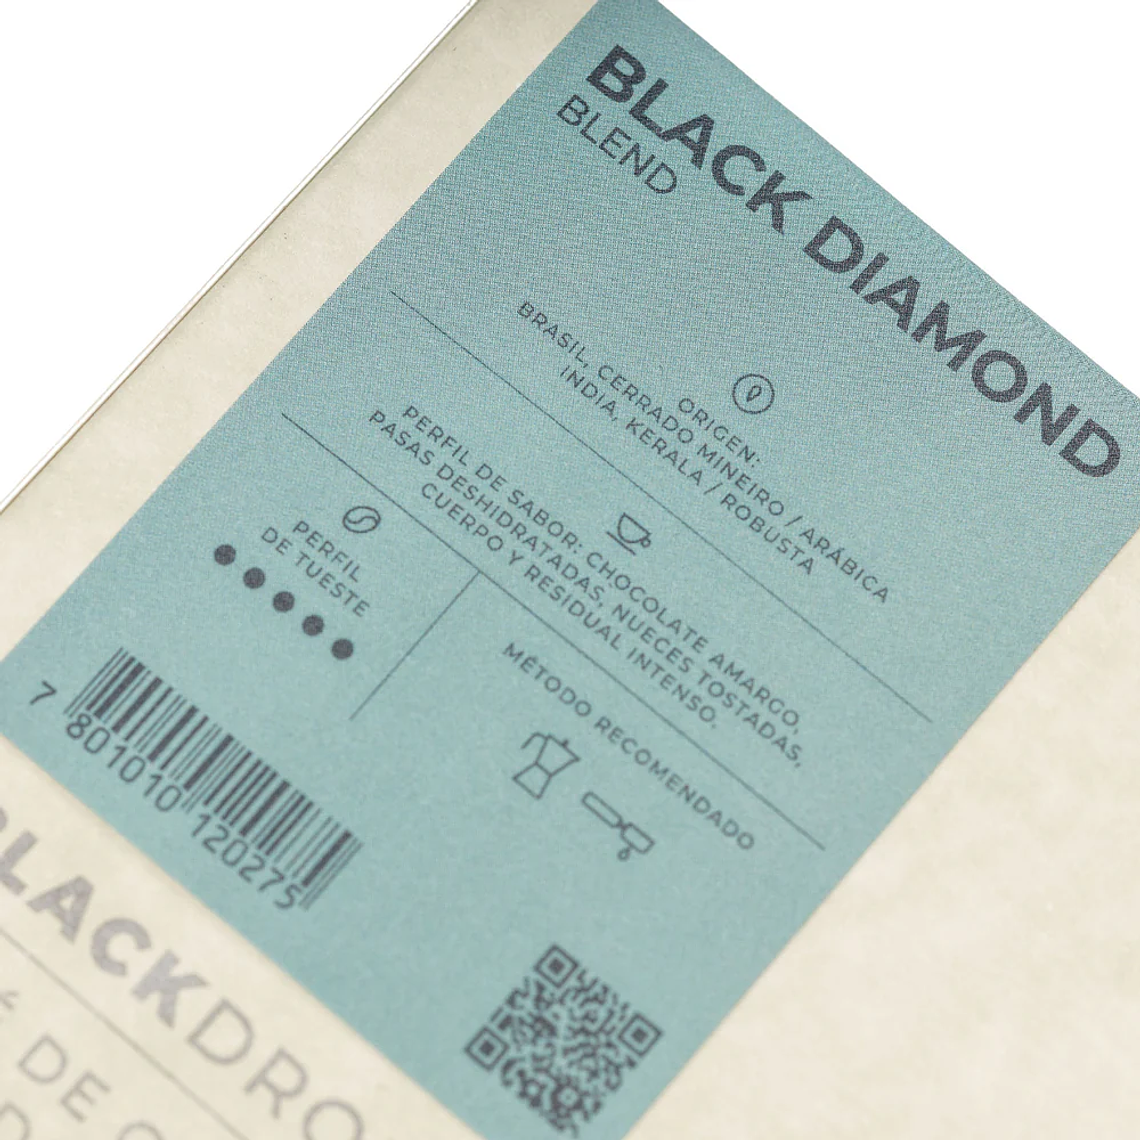 BLACK DIAMOND
BLEND
ORIGEN:
BRASIL, CERRADO MINEIRO / ARÁBICA
INDIA, KERALA / ROBUSTA
PERFIL DE SABOR: CHOCOLATE AMARGO,
PASAS DESHIDRATADAS, NUECES TOSTADAS,
CUERPO Y RESIDUAL INTENSO.
PERFIL
DE TUESTE
MÉTODO RECOMENDADO
7 801010 120275
BLACKDRO
DE